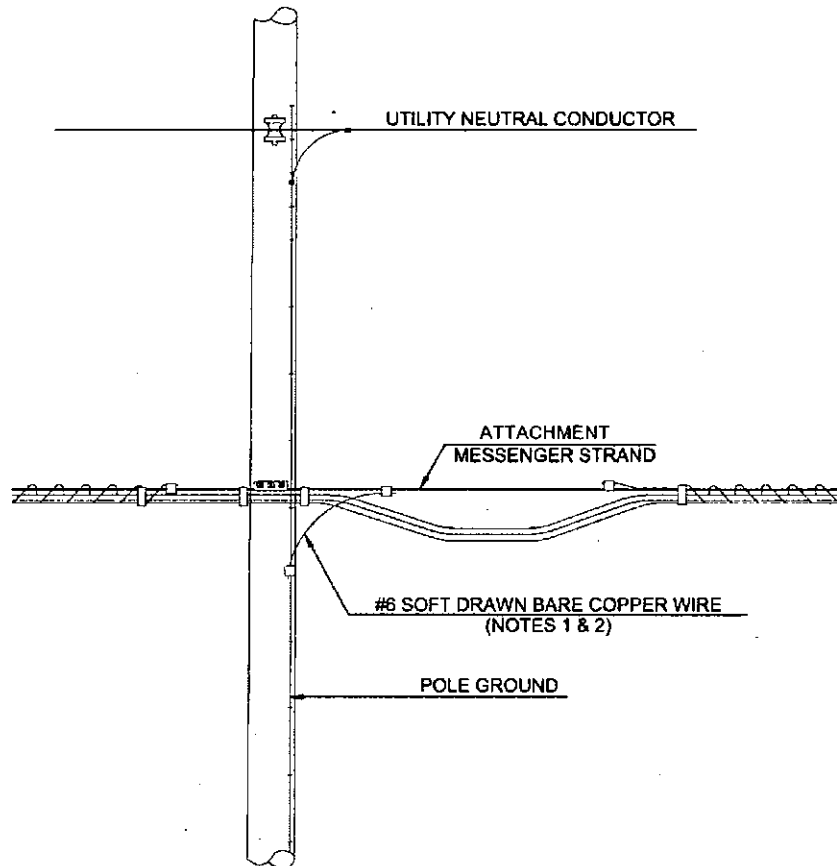 UTILITY NEUTRAL CONDUCTOR
ATTACHMENT
MESSENGER STRAND
#6 SOFT DRAWN BARE COPPER WIRE
(NOTES 1 & 2)
POLE GROUND